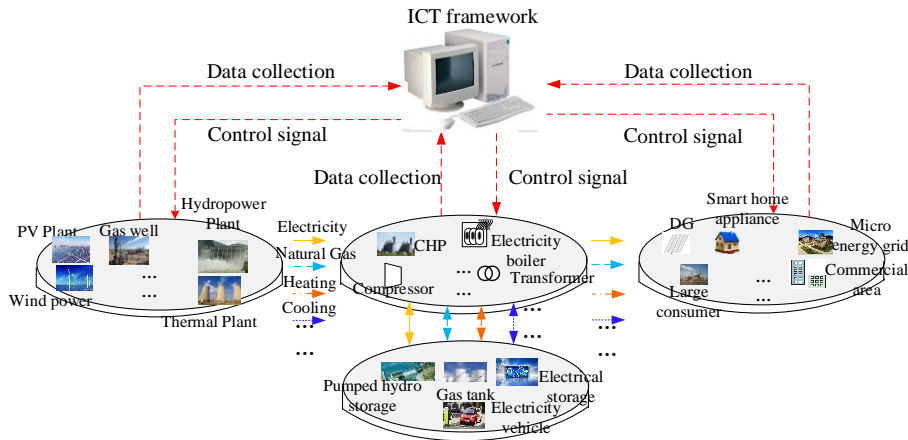 ICT framework
Data collection
Data collection
Control signal
Control signal
Data collection
Control signal
Hydropower
Plant
PV Plant
Gas well
...
Wind power
...
Thermal Plant
Electricity
Natural Gas
Heating
Cooling
...
...
CHP
Electricity
boiler
...
Transformer
Compressor
...
...
...
DG
Smart home
appliance
Micro
energy grid
...
Commercial
area
Large
consumer
...
...
...
Pumped hydro
storage
Gas tank
Electrical
storage
Electricity
vehicle